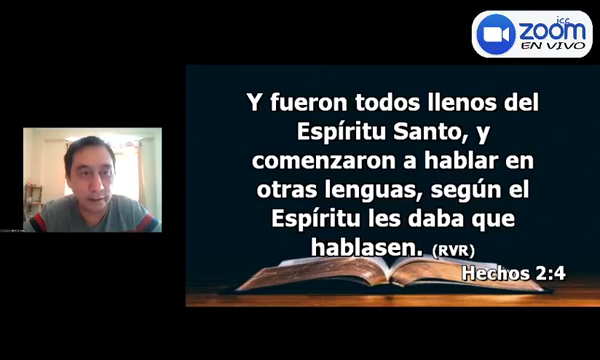 icc
zoom
EN VIVO
Y fueron todos llenos del
Espíritu Santo, y
comenzaron a hablar en
otras lenguas, según el
Espíritu les daba que
hablasen. (RVR)
Hechos 2:4